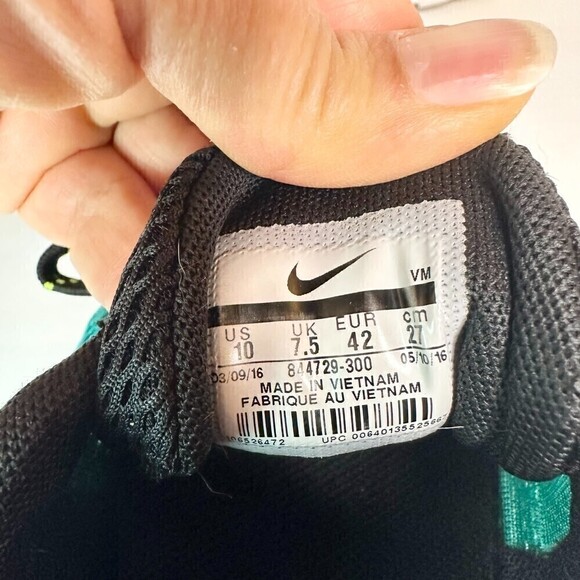 VM
US UK EUR cm
10 7.5 42 27
03/09/16 844729-300 05/10/16
MADE IN VIETNAM
FABRIQUE AU VIETNAM
UPC